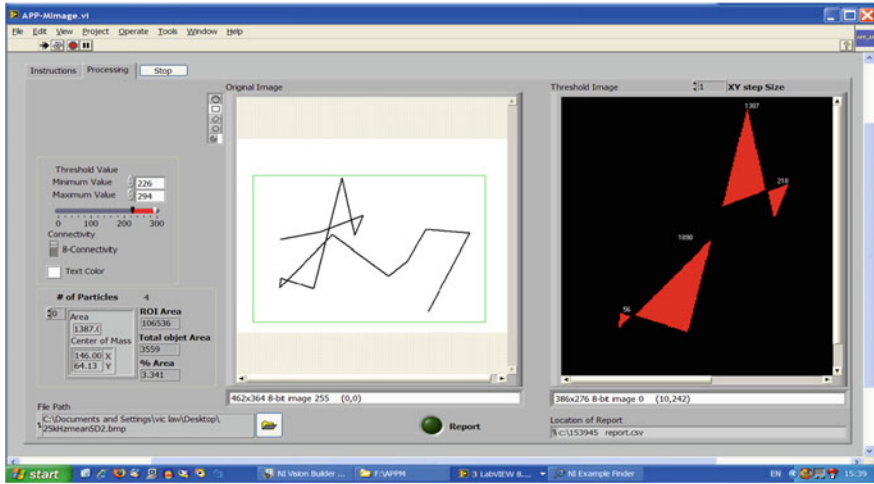 APP-MImage.vi
File Edit View Project Operate Tools Window Help
Instructions Processing Stop
Original Image
Threshold Image 1 XY step Size
1387
218
1898
56
Threshold Value
Minimum Value 226
Maximum Value 294
0 100 200 300
Connectivity
8-Connectivity
Text Color
# of Particles 4
0 Area
1387.(
Center of Mass
146.00 X
64.13 Y
ROI Area
106536
Total objet Area
3559
% Area
3.341
462x364 8-bit image 255 (0,0)
386x276 8-bit image 0 (10,242)
File Path
C:\Documents and Settings\vic law\Desktop\
25kHzmeanSD2.bmp
Report
Location of Report
c:\153945 report.csv
start NI Vision Builder ... F:\APPM 3 LabVIEW 8.... NI Example Finder EN 15:39